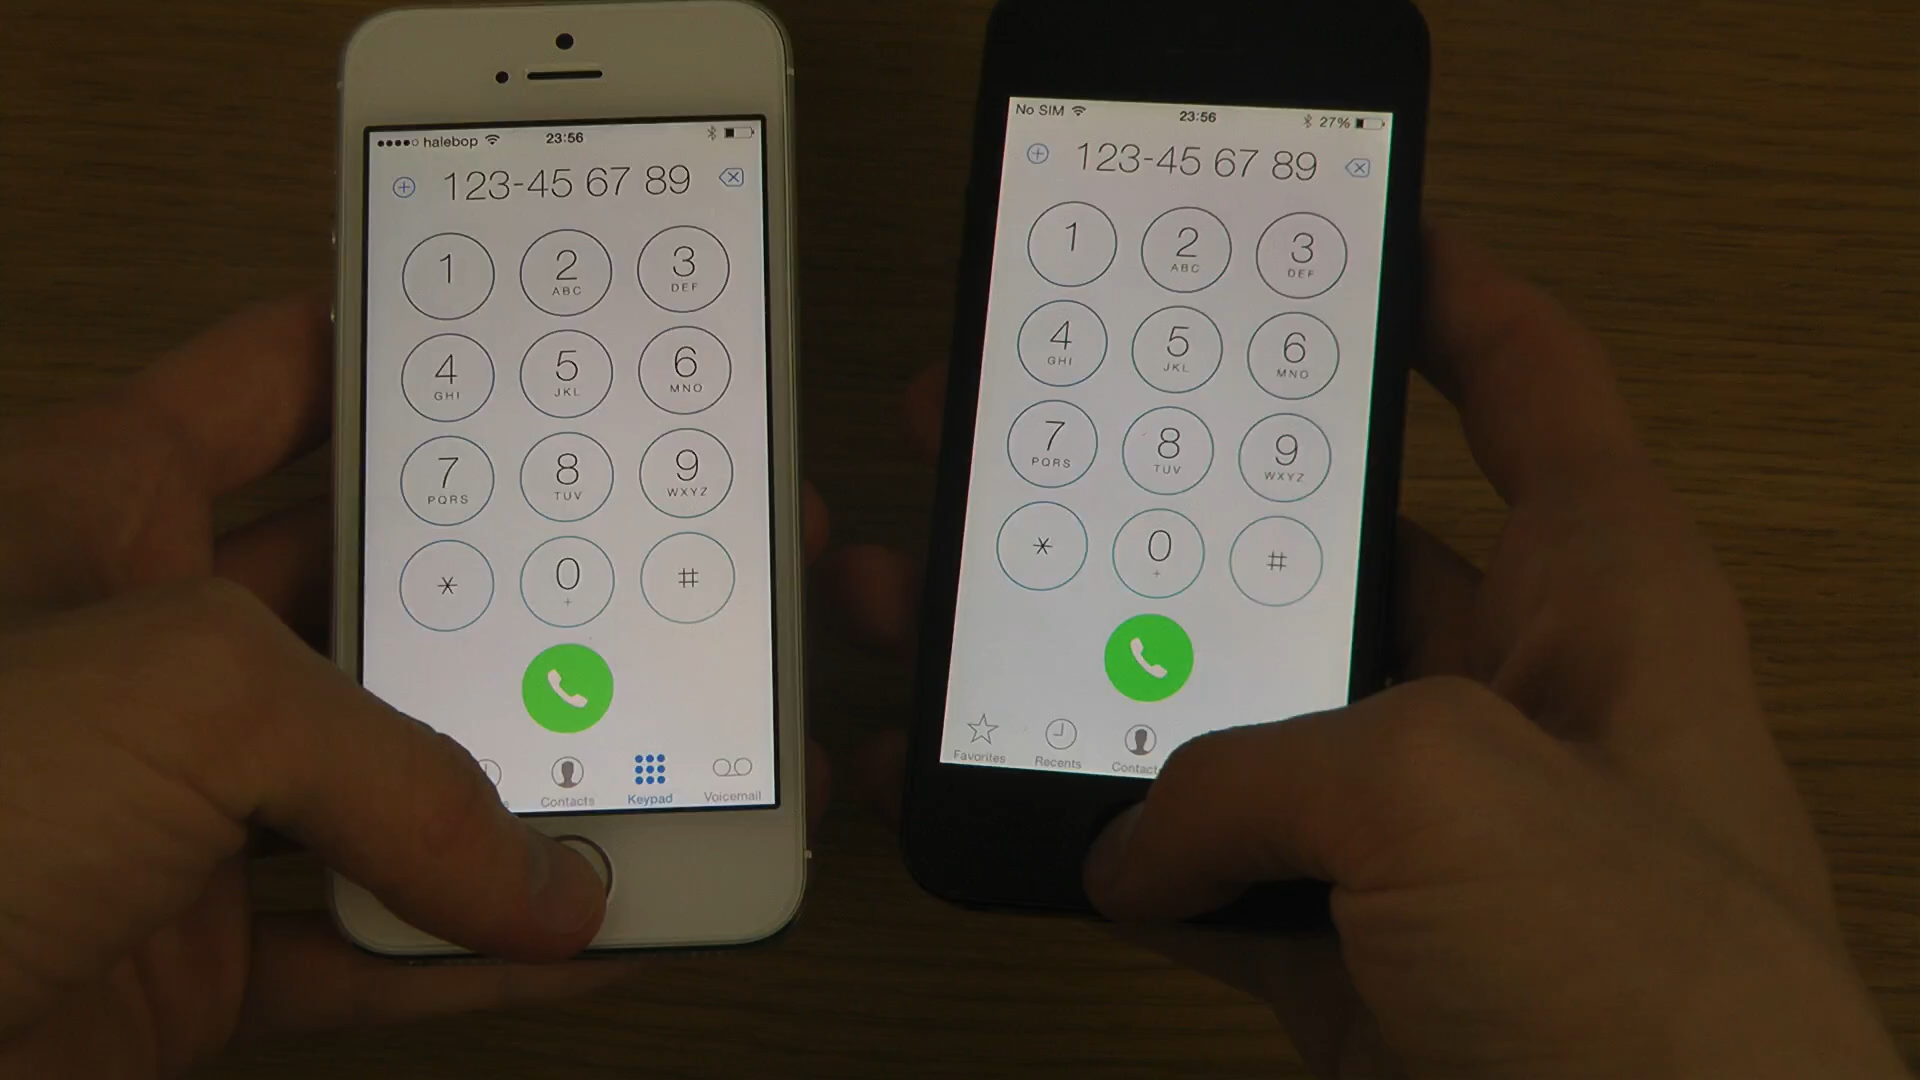 halebop 23:56
123-45 67 89
1
2
ABC
3
DEF
4
GHI
5
JKL
6
MNO
7
PQRS
8
TUV
9
WXYZ
*
0
+
#
Contacts
Keypad
Voicemail
No SIM 23:56 27%
123-45 67 89
1
2
ABC
3
DEF
4
GHI
5
JKL
6
MNO
7
PQRS
8
TUV
9
WXYZ
*
0
+
#
Favorites
Recents